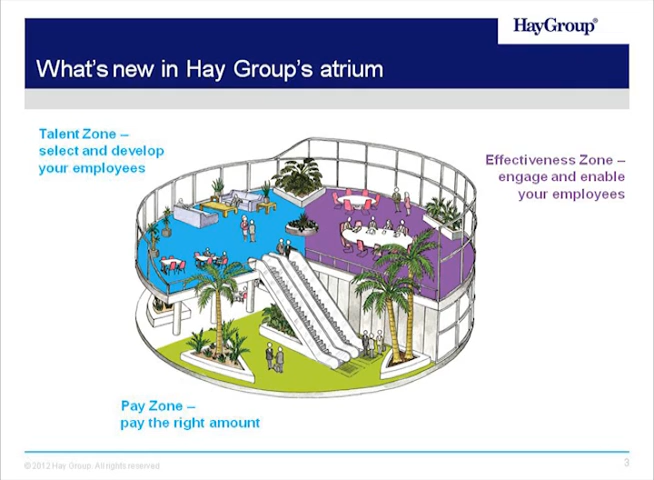 HayGroup®
What's new in Hay Group's atrium
Talent Zone –
select and develop
your employees
Effectiveness Zone –
engage and enable
your employees
Pay Zone –
pay the right amount
© 2012 Hay Group. All rights reserved
3